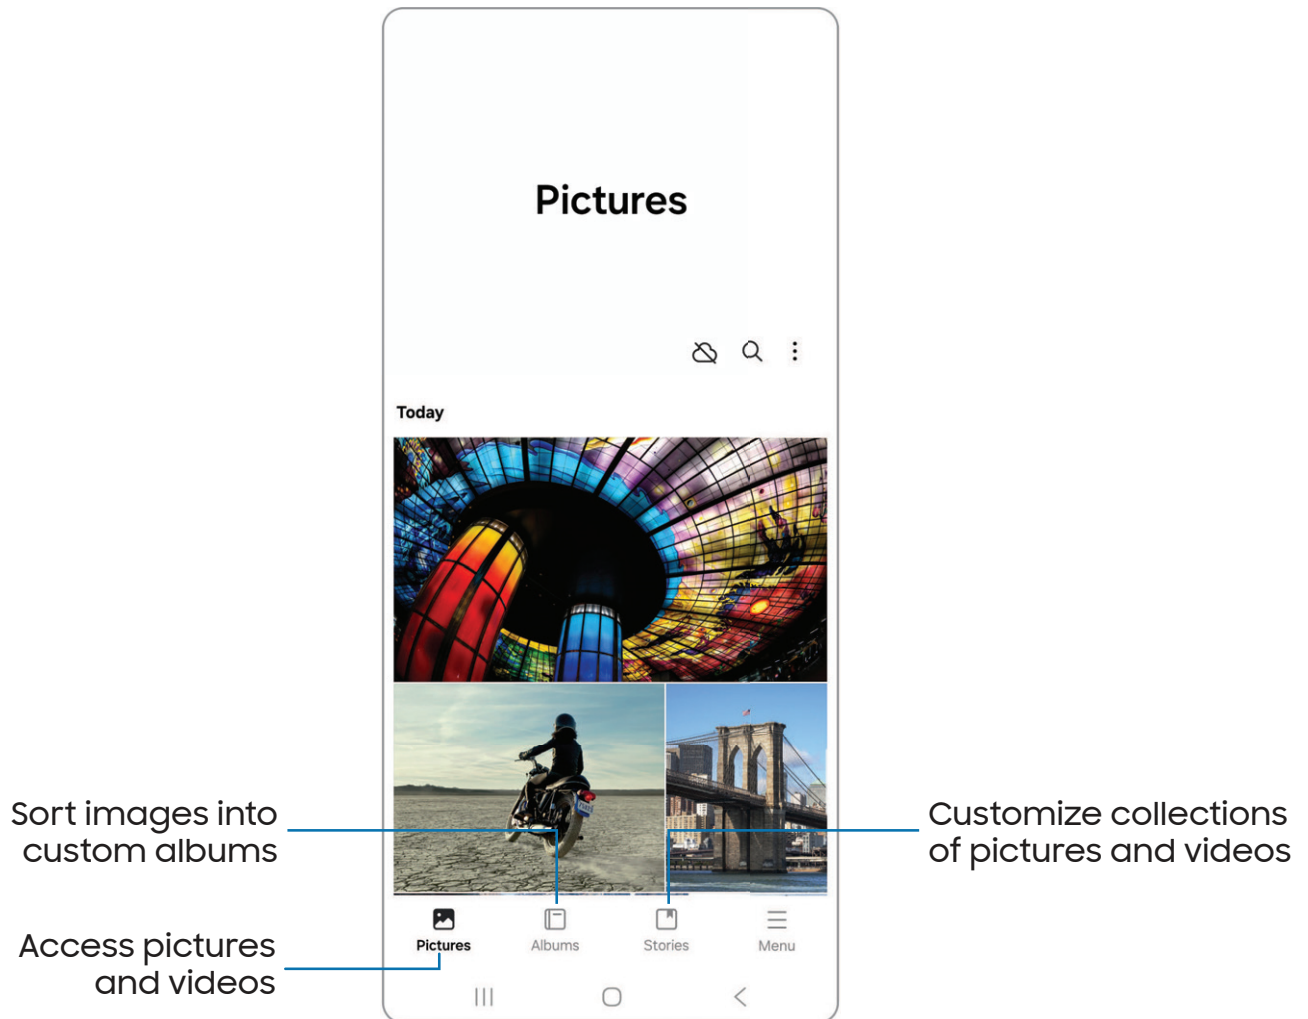 Pictures
Today
Sort images into
custom albums
Customize collections
of pictures and videos
Pictures
Albums
Stories
Menu
Access pictures
and videos